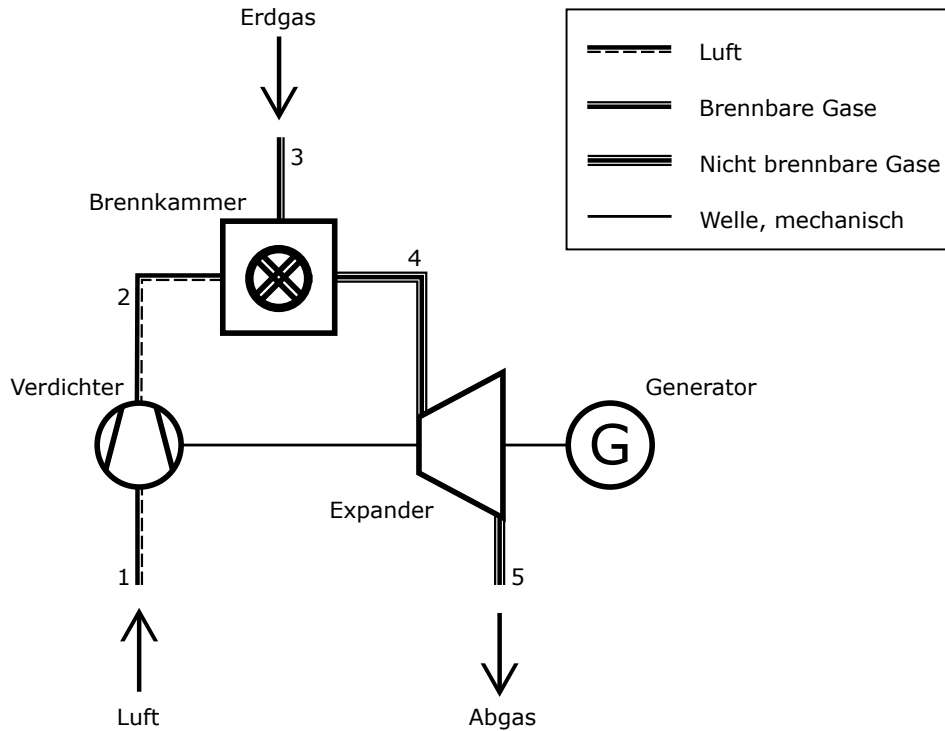 Erdgas
Luft
Brennbare Gase
Nicht brennbare Gase
Welle, mechanisch
3
Brennkammer
4
2
Verdichter
Generator
G
Expander
1
5
Luft
Abgas